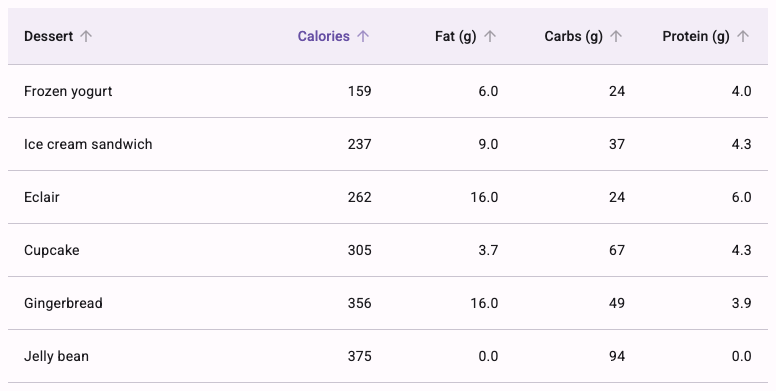 Dessert Calories Fat (g) Carbs (g) Protein (g)
Frozen yogurt 159 6.0 24 4.0
Ice cream sandwich 237 9.0 37 4.3
Eclair 262 16.0 24 6.0
Cupcake 305 3.7 67 4.3
Gingerbread 356 16.0 49 3.9
Jelly bean 375 0.0 94 0.0